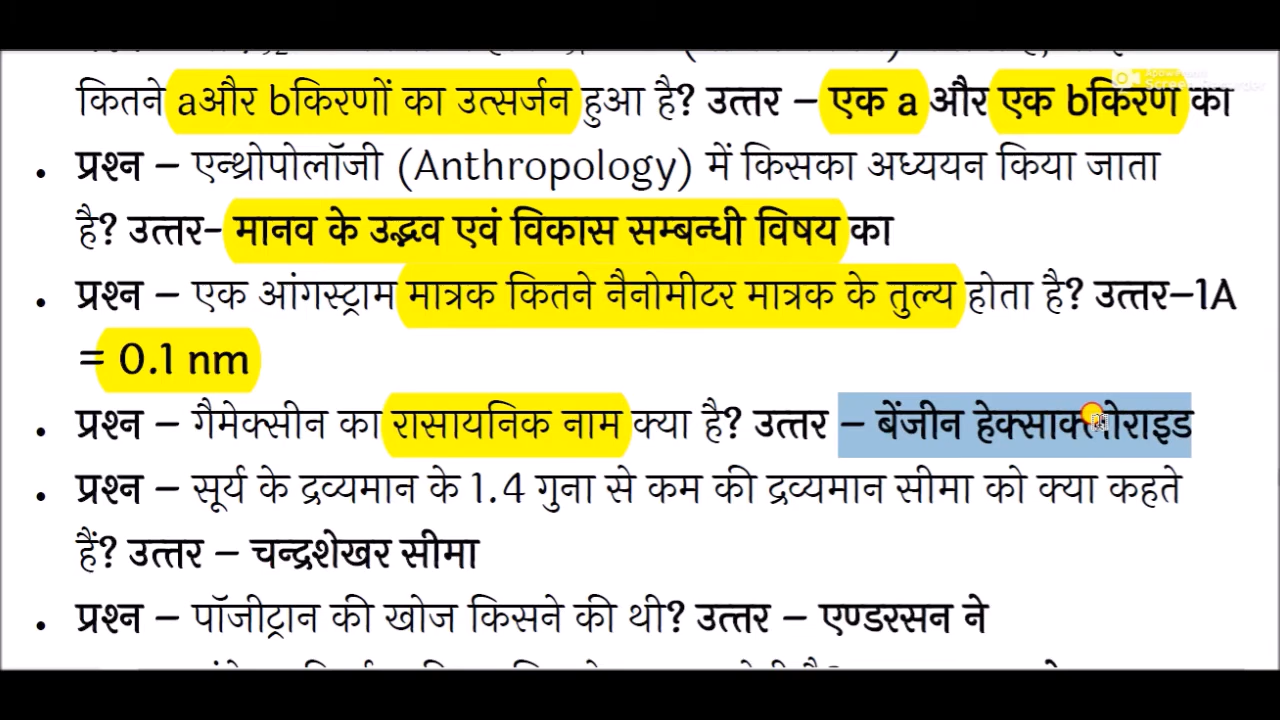 कितने aऔर bकिरणों का उत्सर्जन हुआ है? उत्तर – एक a और एक bकिरण का
• प्रश्न – एन्थ्रोपोलॉजी (Anthropology) में किसका अध्ययन किया जाता
है? उत्तर- मानव के उद्भव एवं विकास सम्बन्धी विषय का
• प्रश्न – एक आंगस्ट्राम मात्रक कितने नैनोमीटर मात्रक के तुल्य होता है? उत्तर–1A
= 0.1 nm
• प्रश्न – गैमेक्सीन का रासायनिक नाम क्या है? उत्तर – बेंजीन हेक्साक्लोराइड
• प्रश्न – सूर्य के द्रव्यमान के 1.4 गुना से कम की द्रव्यमान सीमा को क्या कहते
हैं? उत्तर – चन्द्रशेखर सीमा
• प्रश्न – पॉजीट्रान की खोज किसने की थी? उत्तर – एण्डरसन ने